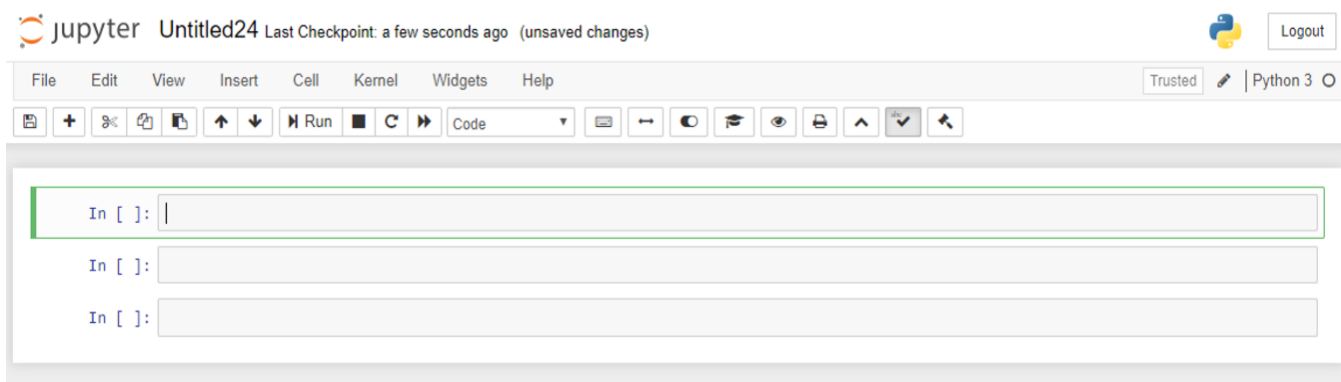 jupyter Untitled24 Last Checkpoint: a few seconds ago (unsaved changes) Logout
File Edit View Insert Cell Kernel Widgets Help Trusted Python 3
Run Code abc
In [ ]:
In [ ]:
In [ ]: